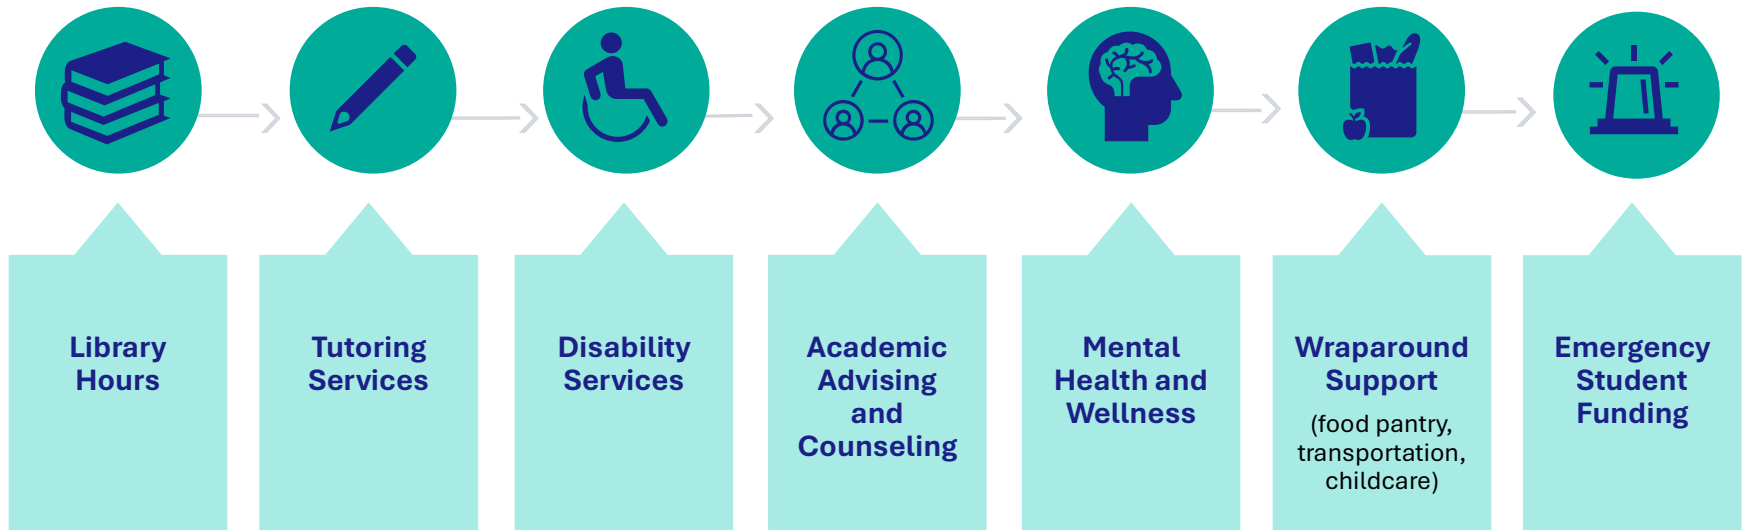 Library
Hours
Tutoring
Services
Disability
Services
Academic
Advising
and
Counseling
Mental
Health and
Wellness
Wraparound
Support
(food pantry,
transportation,
childcare)
Emergency
Student
Funding